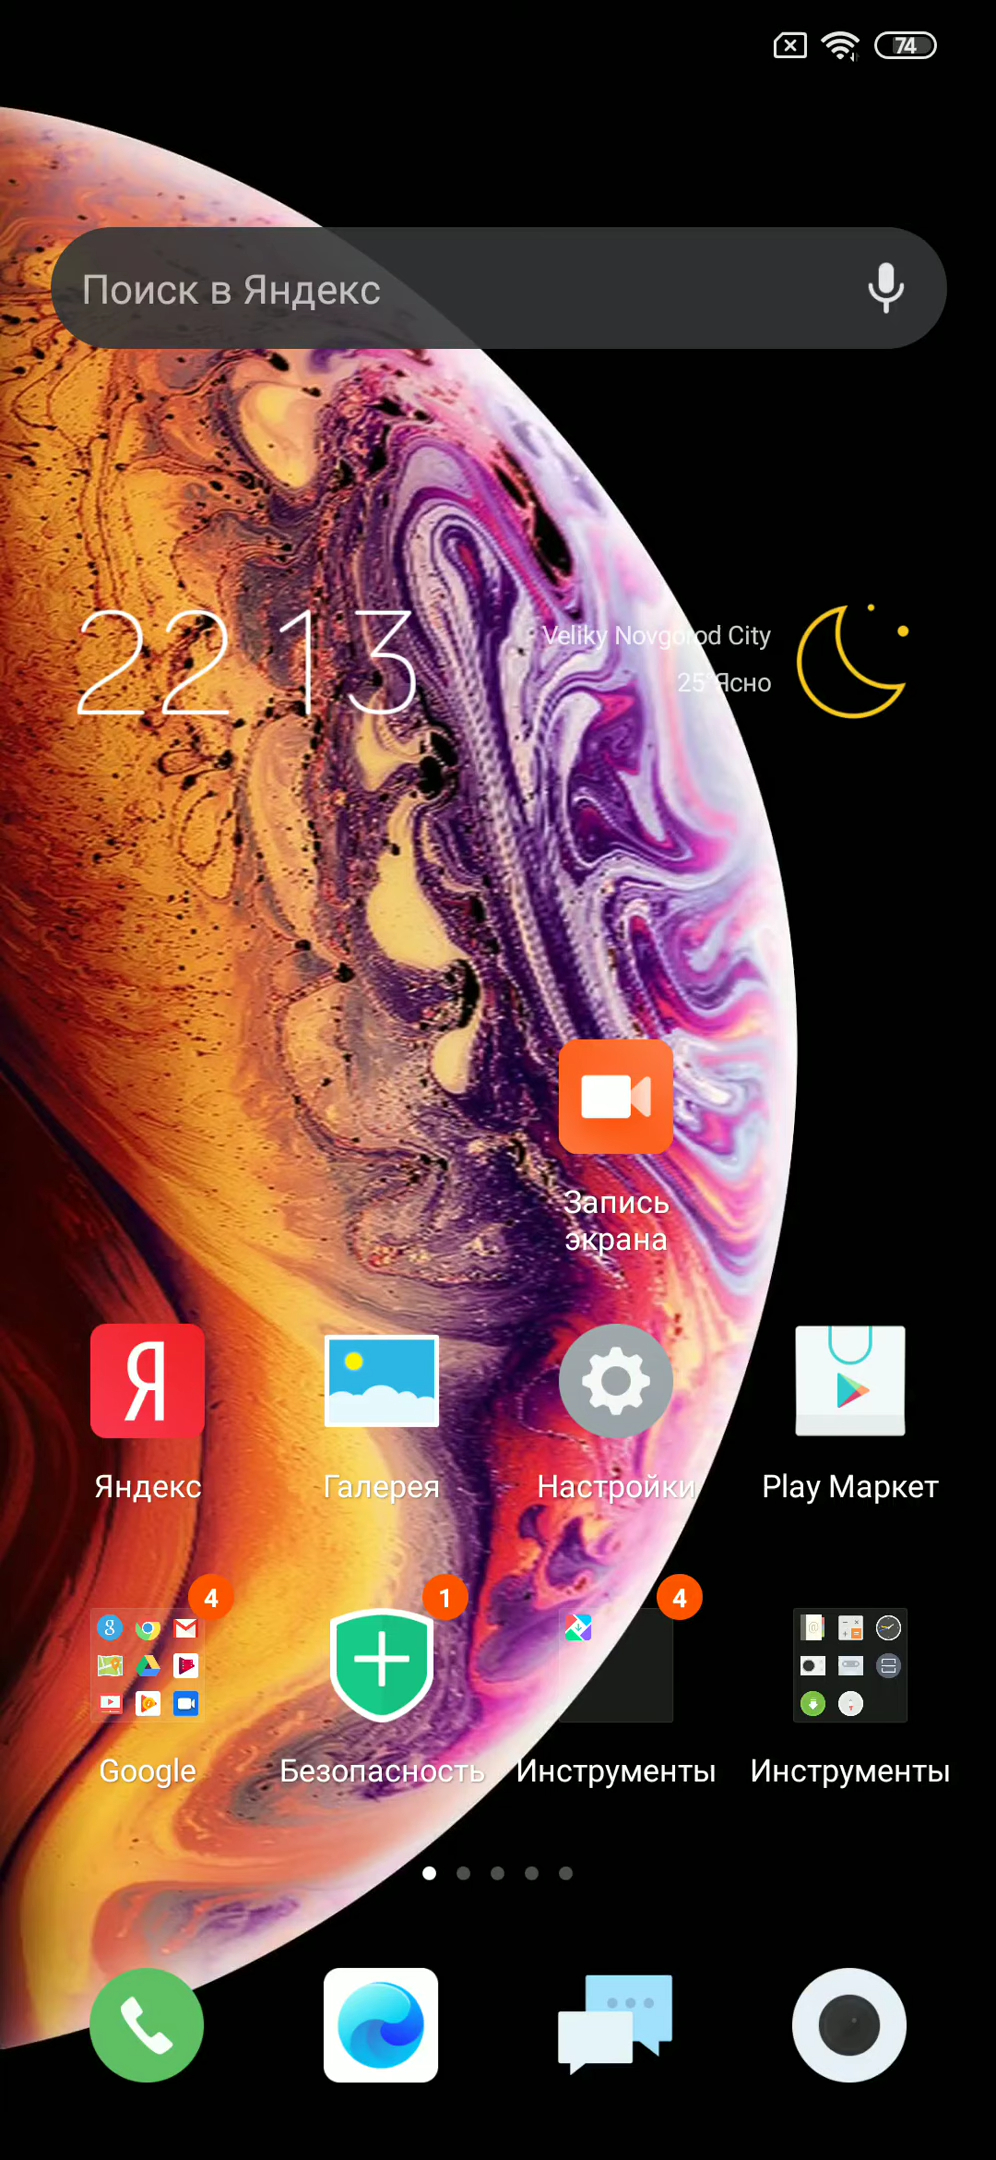 74
Поиск в Яндекс
22 13
Veliky Novgorod City
25°Ясно
Запись
экрана
Я
Яндекс
Галерея
Настройки
Play Маркет
4
1
4
Google
Безопасность
Инструменты
Инструменты